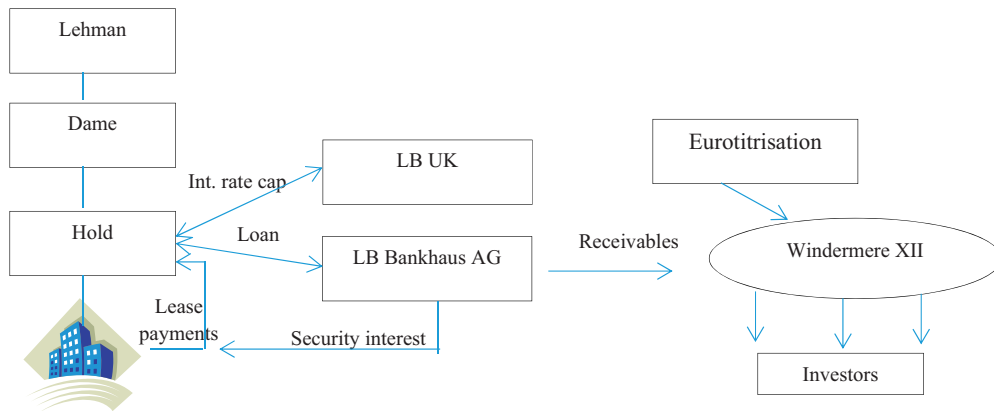 Lehman
Dame
Hold
Int. rate cap
Loan
Lease
payments
Security interest
LB UK
LB Bankhaus AG
Receivables
Eurotitrisation
Windermere XII
Investors